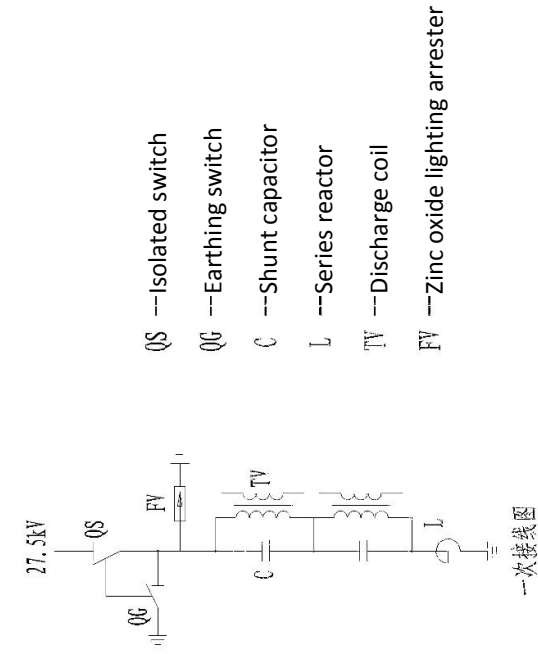 27.5kV
QS
QG
FV
C
TV
L
一次接线图
QS --Isolated switch
QG --Earthing switch
C --Shunt capacitor
L --Series reactor
TV --Discharge coil
FV --Zinc oxide lighting arrester